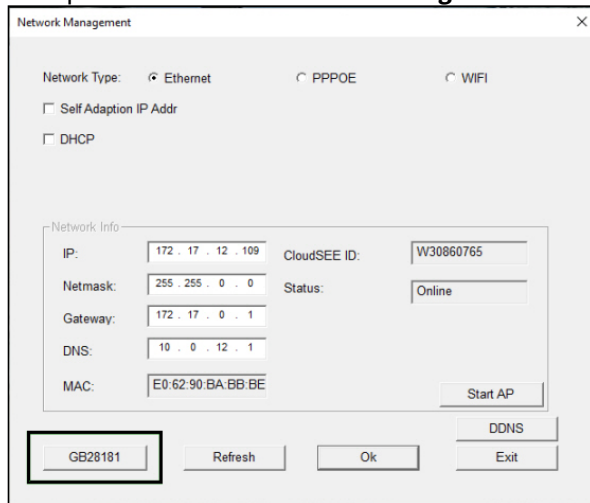 Network Management
Network Type: Ethernet PPPOE WIFI
Self Adaption IP Addr
DHCP
Network Info
IP: 172 . 17 . 12 . 109 CloudSEE ID: W30860765
Netmask: 255 . 255 . 0 . 0 Status: Online
Gateway: 172 . 17 . 0 . 1
DNS: 10 . 0 . 12 . 1
MAC: E0:62:90:BA:BB:BE
Start AP
DDNS
GB28181 Refresh Ok Exit